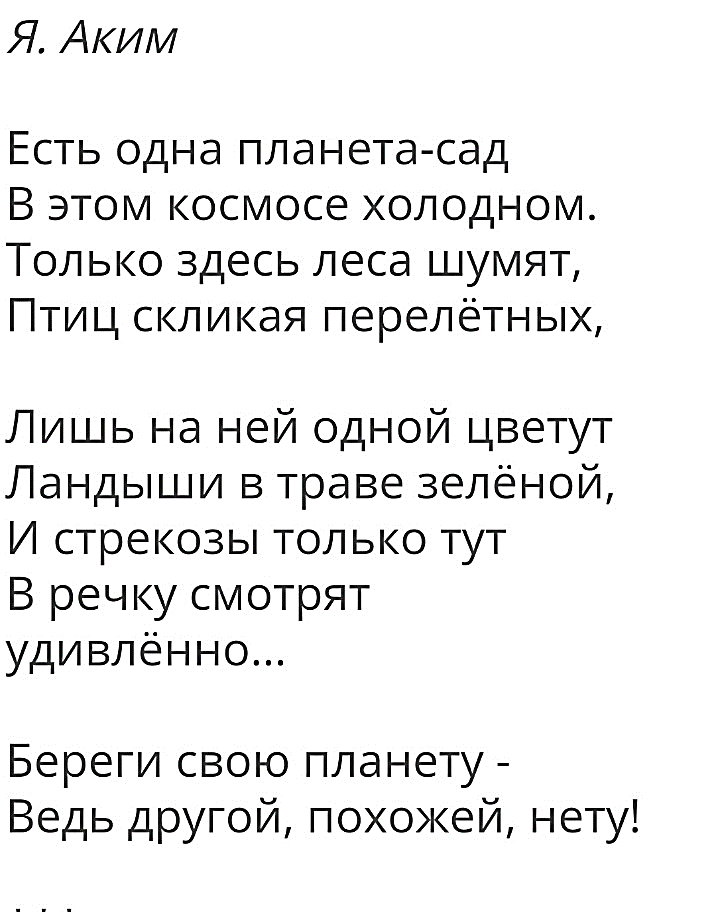 Я. Аким
Есть одна планета-сад
В этом космосе холодном.
Только здесь леса шумят,
Птиц скликая перелётных,
Лишь на ней одной цветут
Ландыши в траве зелёной,
И стрекозы только тут
В речку смотрят
удивлённо...
Береги свою планету -
Ведь другой, похожей, нету!